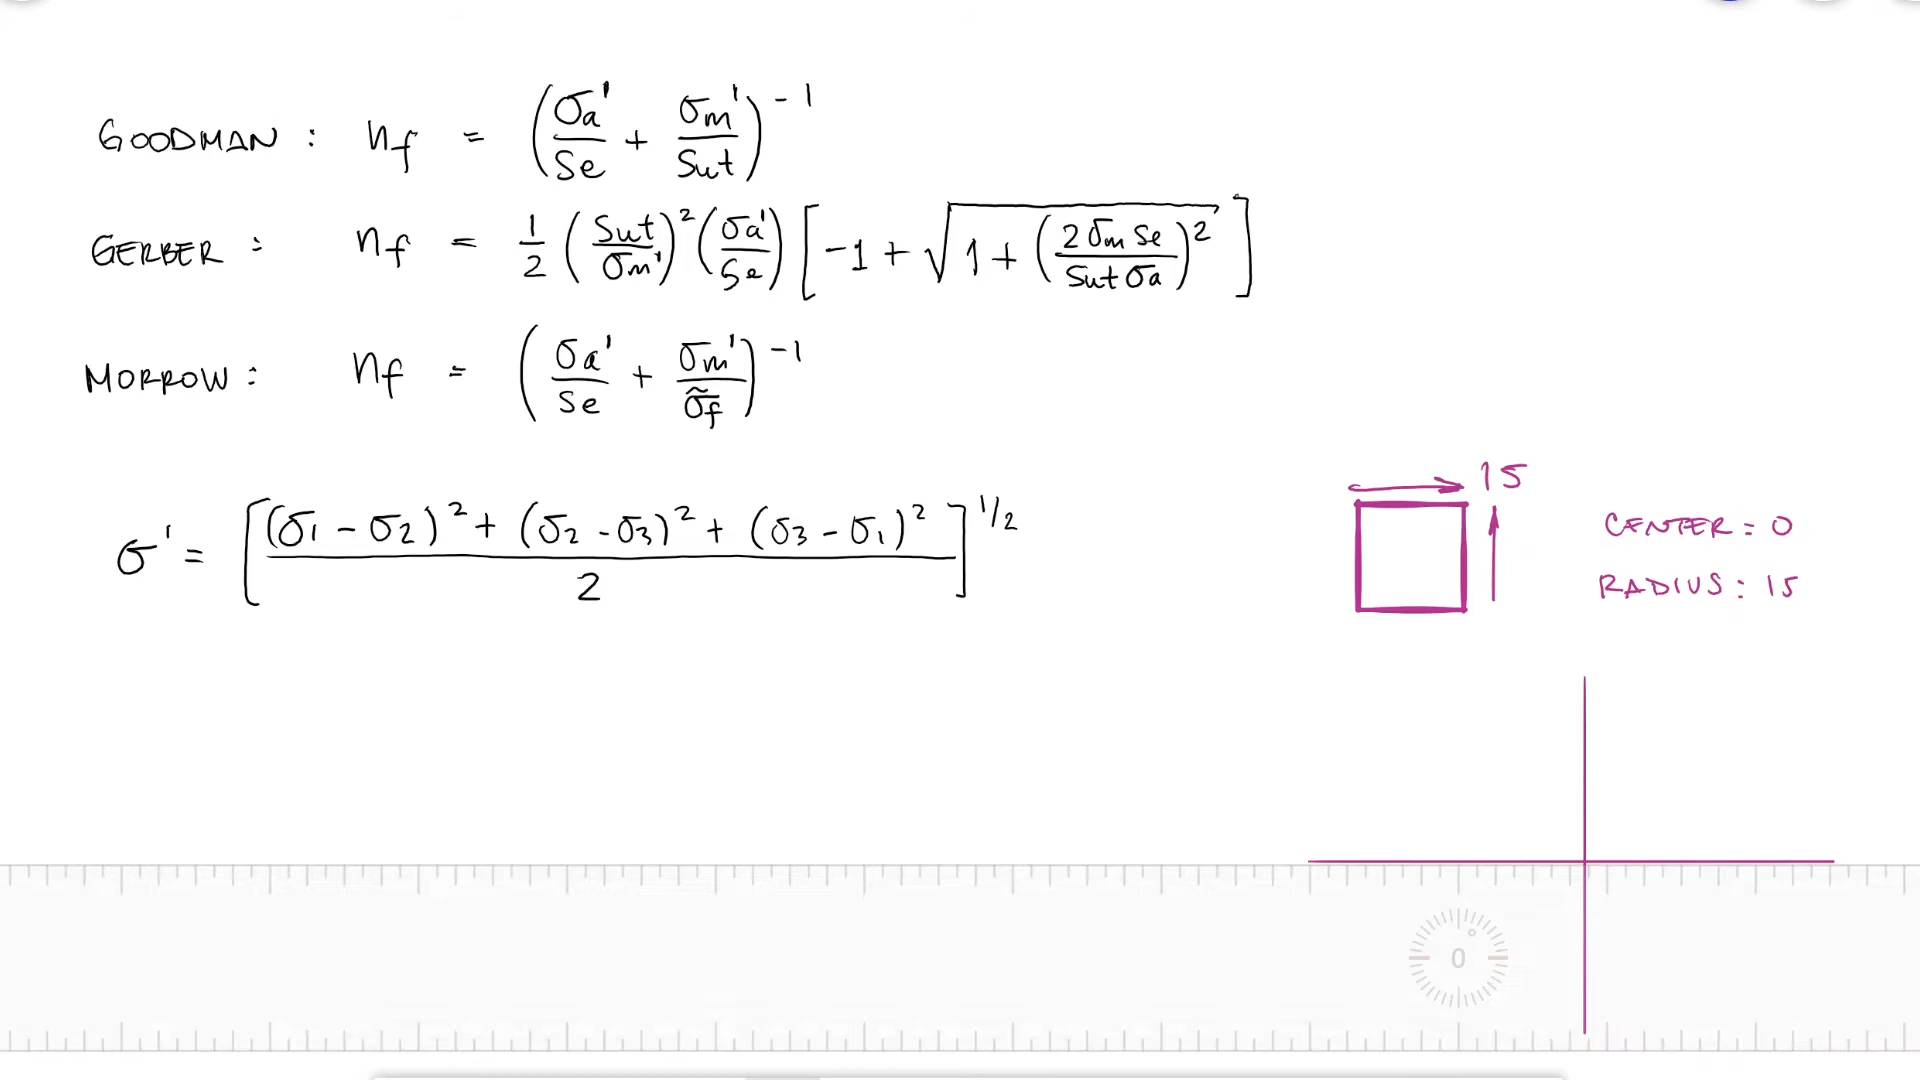 GOODMAN : nf = (σa'/Se + σm'/Sut)^-1
GERBER : nf = 1/2 (Sut/σm')^2 (σa'/Se) [-1 + √(1 + (2σm Se/Sut σa)^2)]
MORROW : nf = (σa'/Se + σm'/σ̃f)^-1
σ' = [((σ1 - σ2)^2 + (σ2 - σ3)^2 + (σ3 - σ1)^2)/2]^1/2
15
CENTER = 0
RADIUS : 15
0°